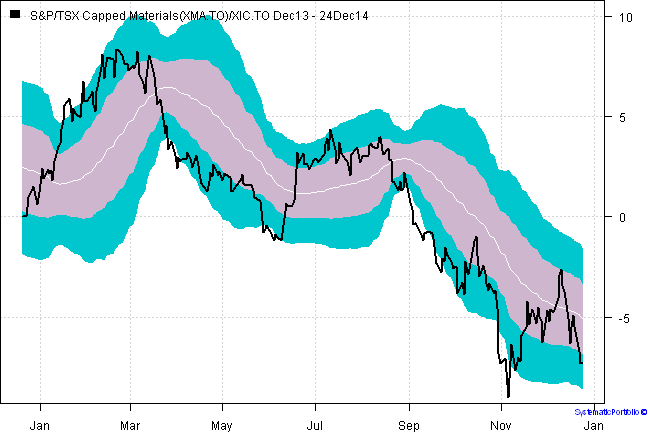 S&P/TSX Capped Materials(XMA.TO)/XIC.TO Dec13 - 24Dec14
10
5
0
-5
Jan Mar May Jul Sep Nov Jan
SystematicPortfolio ©